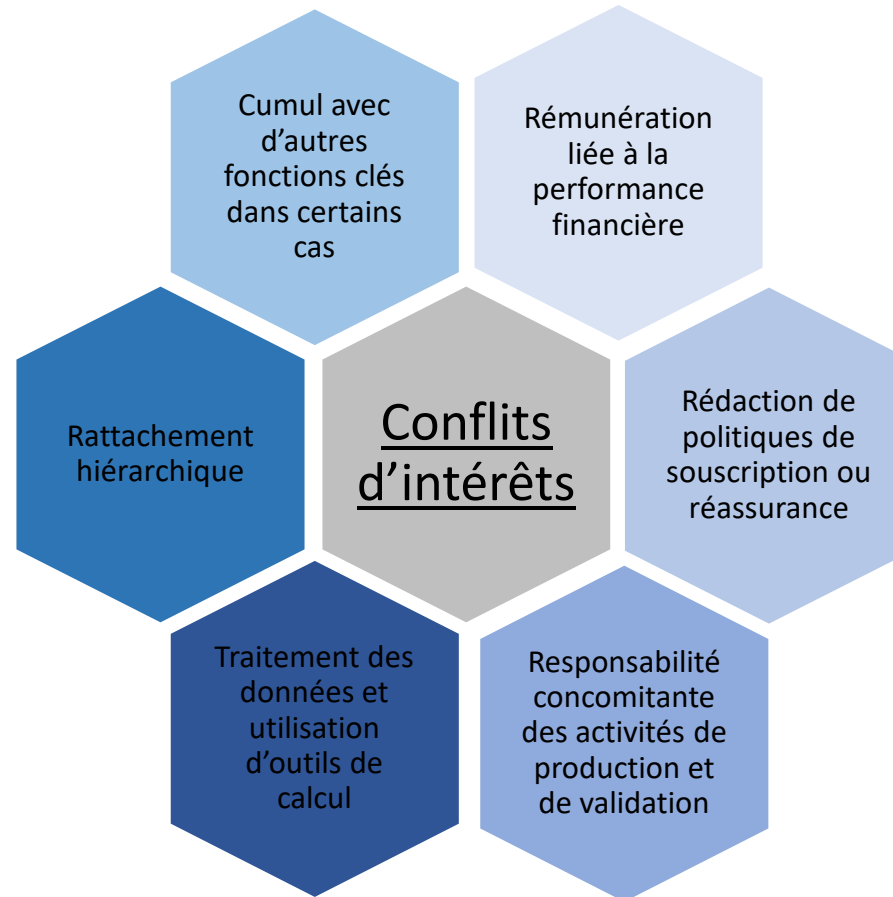 Cumul avec
d’autres
fonctions clés
dans certains
cas
Rémunération
liée à la
performance
financière
Rattachement
hiérarchique
Conflits
d’intérêts
Rédaction de
politiques de
souscription ou
réassurance
Traitement des
données et
utilisation
d’outils de
calcul
Responsabilité
concomitante
des activités de
production et
de validation